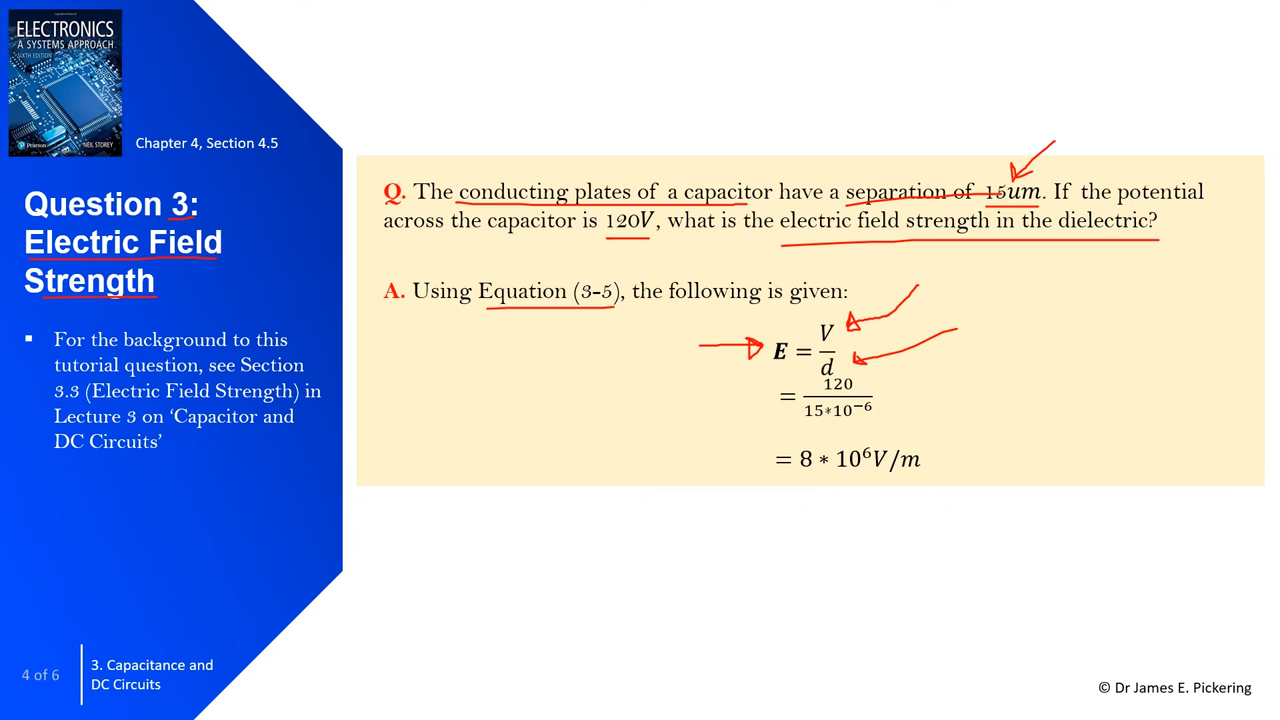 ELECTRONICS
A SYSTEMS APPROACH
SIXTH EDITION
Pearson
NEIL STOREY
Chapter 4, Section 4.5
Question 3:
Electric Field
Strength
▪ For the background to this
tutorial question, see Section
3.3 (Electric Field Strength) in
Lecture 3 on ‘Capacitor and
DC Circuits’
4 of 6
3. Capacitance and
DC Circuits
Q. The conducting plates of a capacitor have a separation of 15um. If the potential
across the capacitor is 120V, what is the electric field strength in the dielectric?
A. Using Equation (3-5), the following is given:
E = V/d
= 120/15*10⁻⁶
= 8 * 10⁶V/m
© Dr James E. Pickering